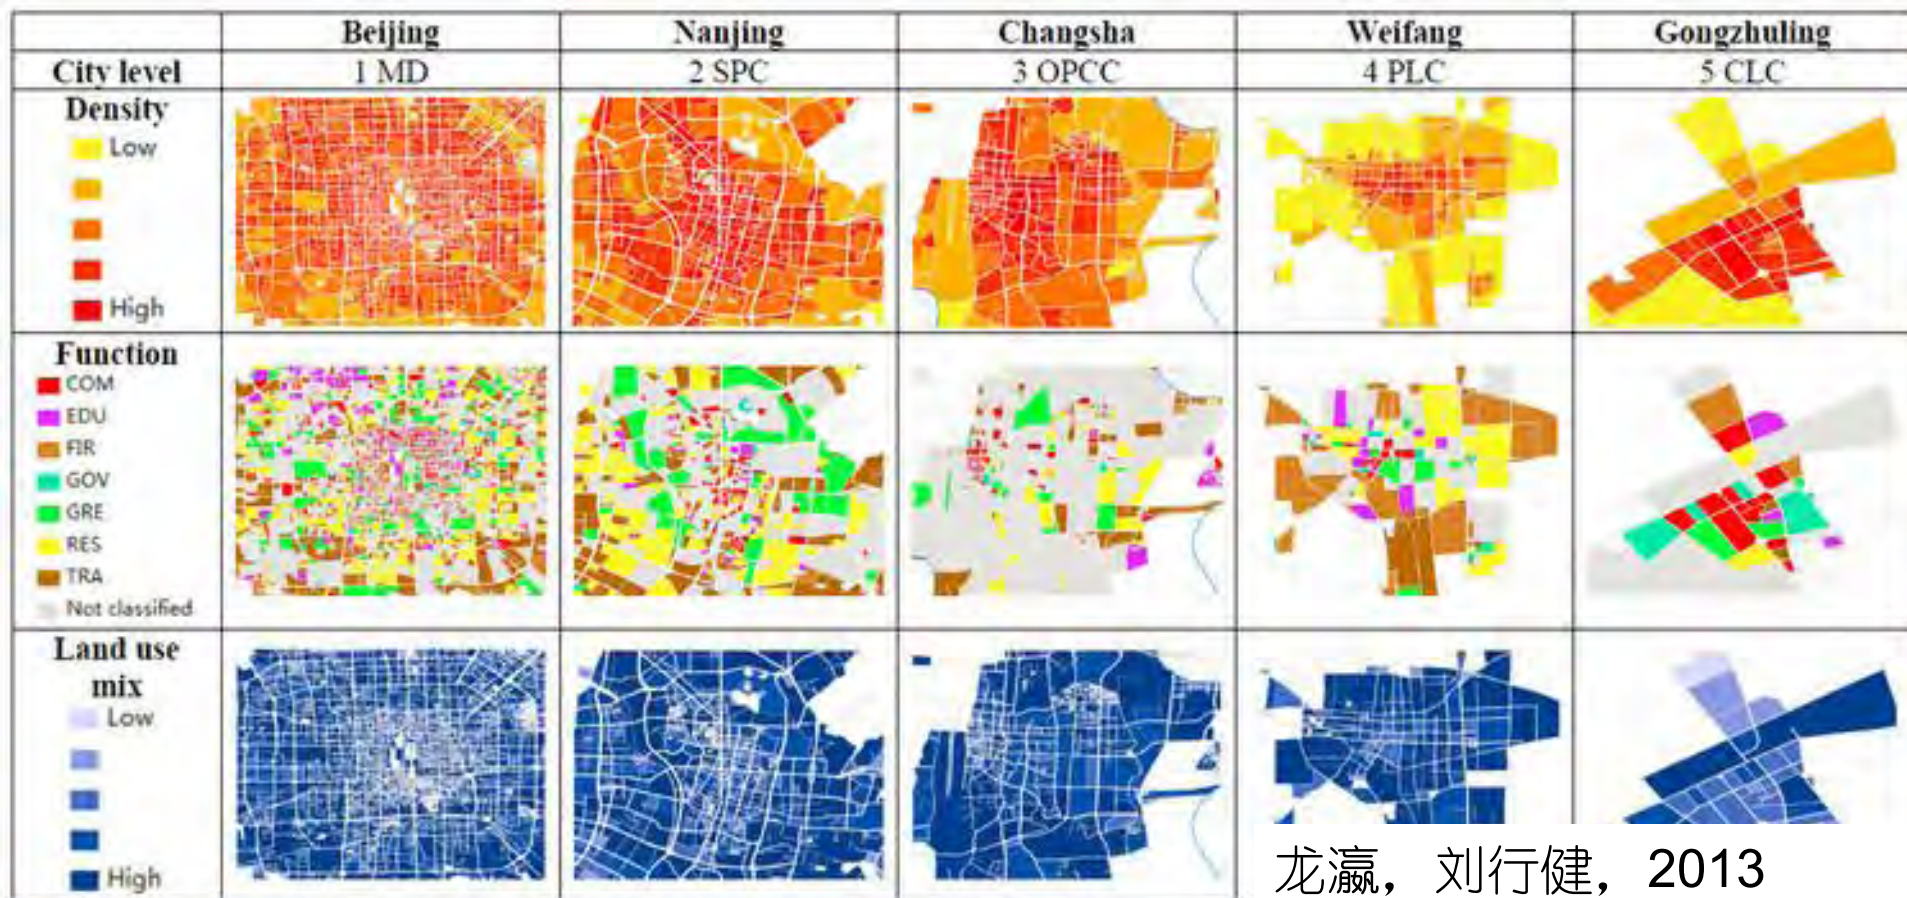 Beijing Nanjing Changsha Weifang Gongzhuling
City level 1 MD 2 SPC 3 OPCC 4 PLC 5 CLC
Density
Low
High
Function
COM
EDU
FIR
GOV
GRE
RES
TRA
Not classified
Land use
mix
Low
High
龙瀛，刘行健，2013